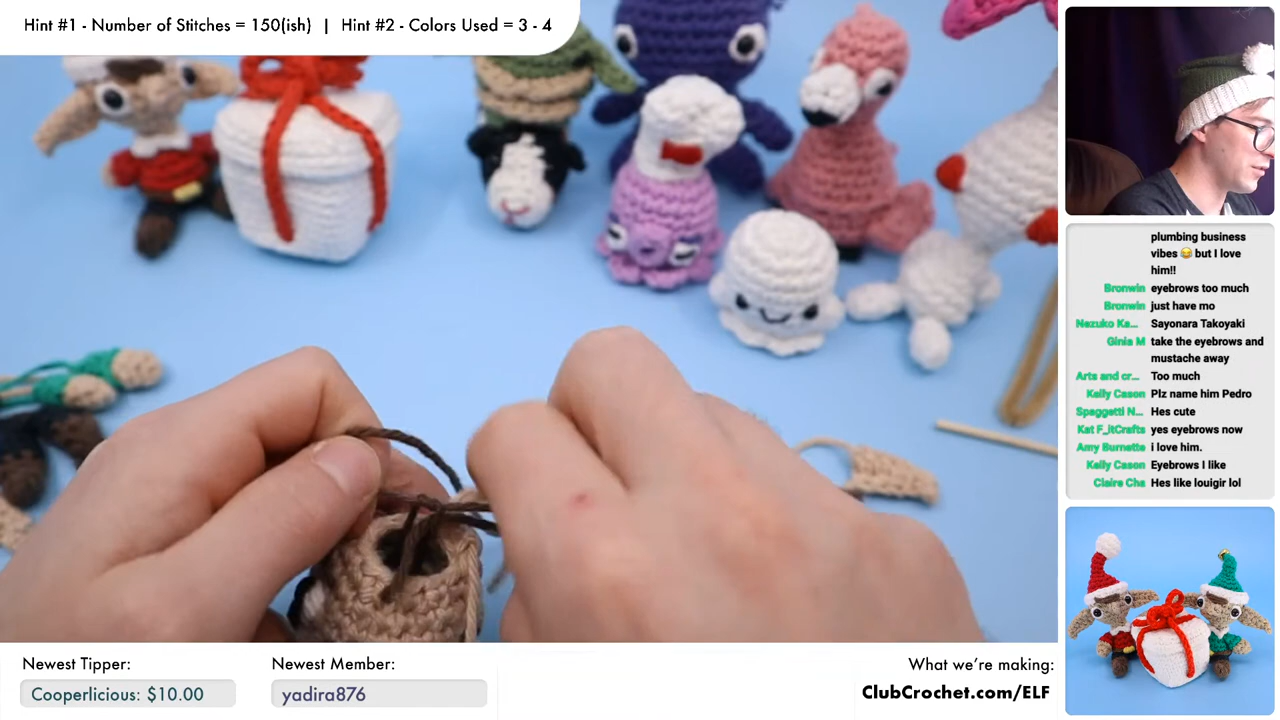 Hint #1 - Number of Stitches = 150(ish) | Hint #2 - Colors Used = 3 - 4
plumbing business
vibes 😂 but I love
him!!
Bronwin eyebrows too much
Bronwin just have mo
Nezuko Ka... Sayonara Takoyaki
Ginia M take the eyebrows and
mustache away
Arts and cr... Too much
Kelly Cason Plz name him Pedro
Spaggetti N... Hes cute
Kat F_itCrafts yes eyebrows now
Amy Burnette i love him.
Kelly Cason Eyebrows I like
Claire Cha Hes like louigir lol
Newest Tipper:
Cooperlicious: $10.00
Newest Member:
yadira876
What we're making:
ClubCrochet.com/ELF